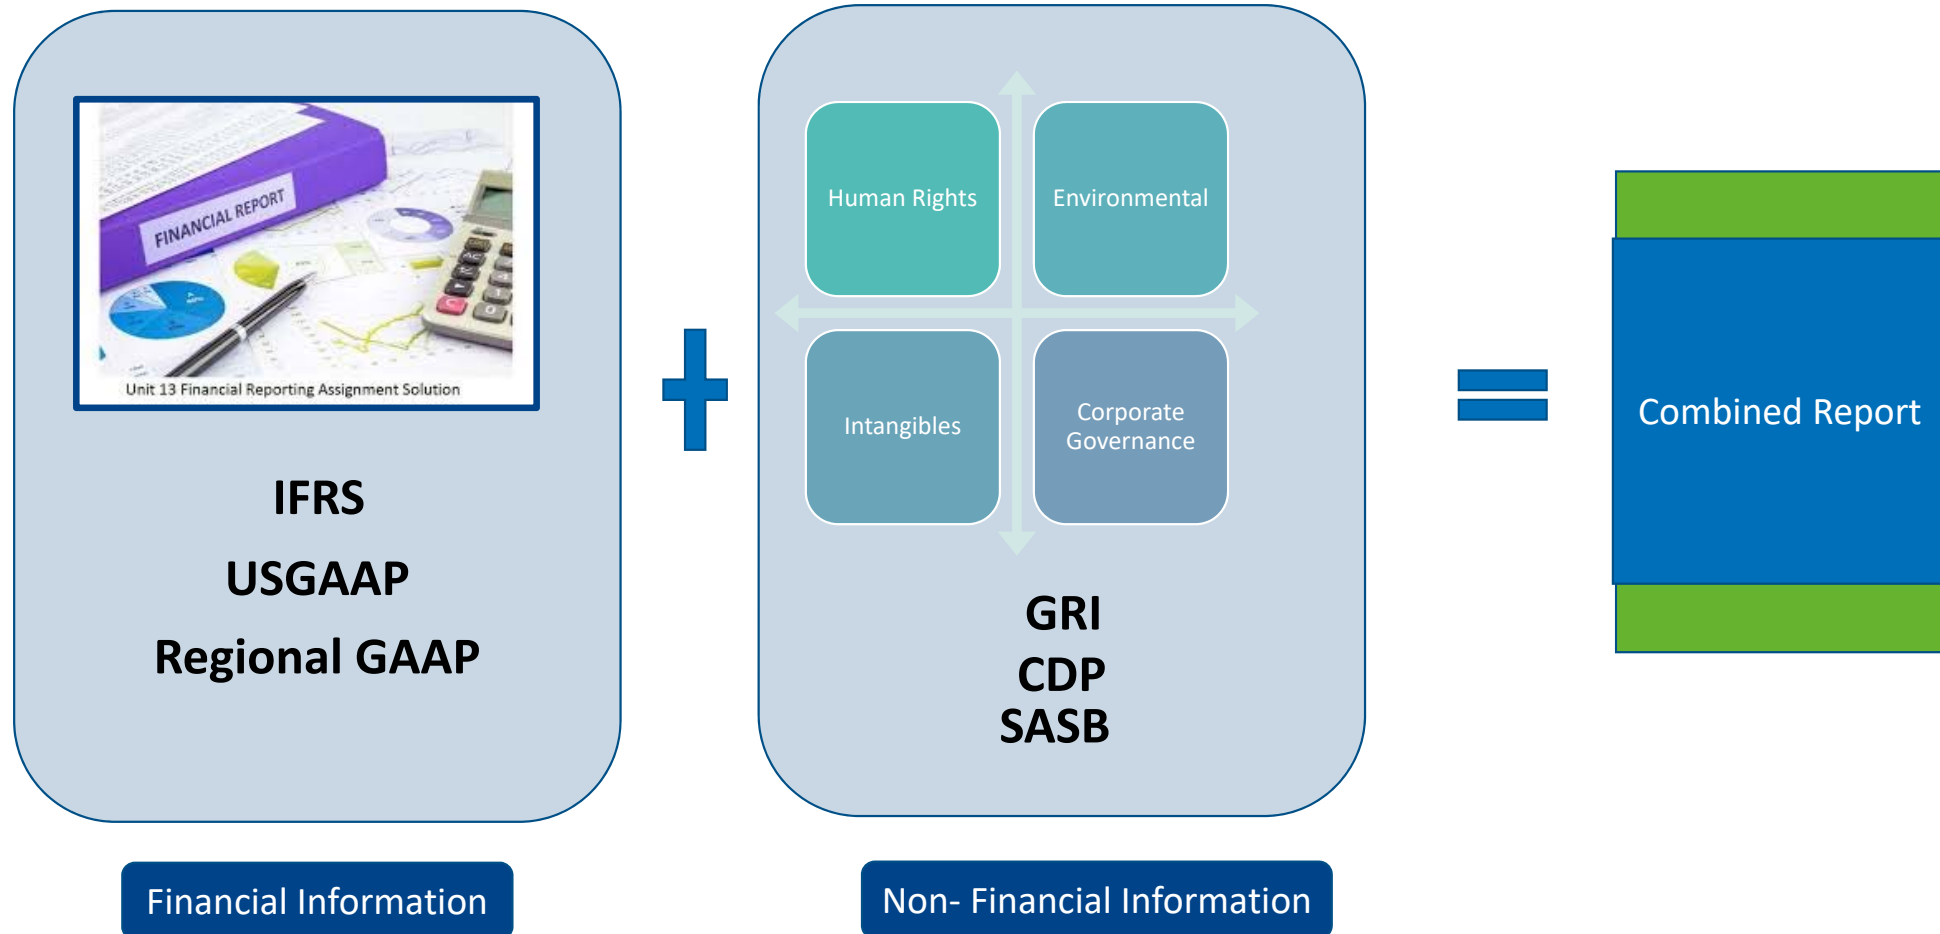 FINANCIAL REPORT
Unit 13 Financial Reporting Assignment Solution
IFRS
USGAAP
Regional GAAP
Financial Information
Human Rights
Environmental
Intangibles
Corporate
Governance
GRI
CDP
SASB
Non- Financial Information
Combined Report